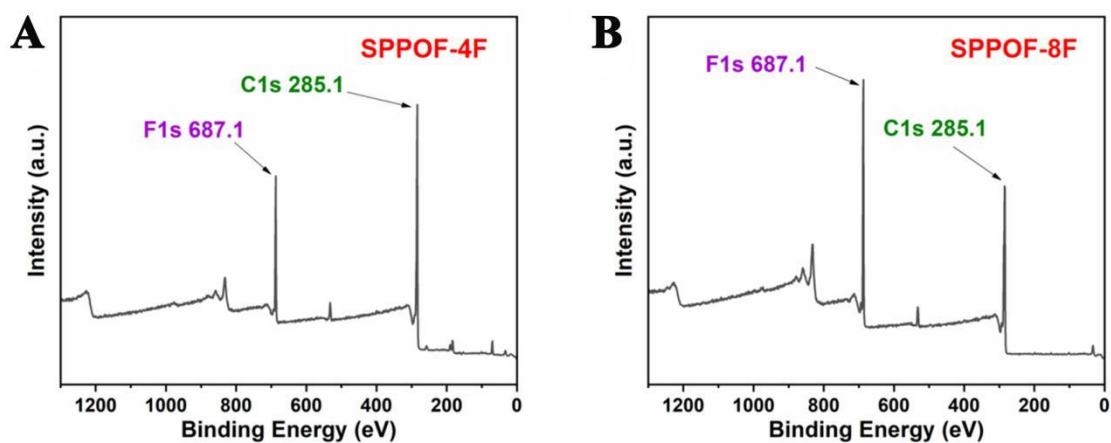 A
SPPOF-4F
C1s 285.1
F1s 687.1
Intensity (a.u.)
1200 1000 800 600 400 200 0
Binding Energy (eV)
B
SPPOF-8F
F1s 687.1
C1s 285.1
Intensity (a.u.)
1200 1000 800 600 400 200 0
Binding Energy (eV)